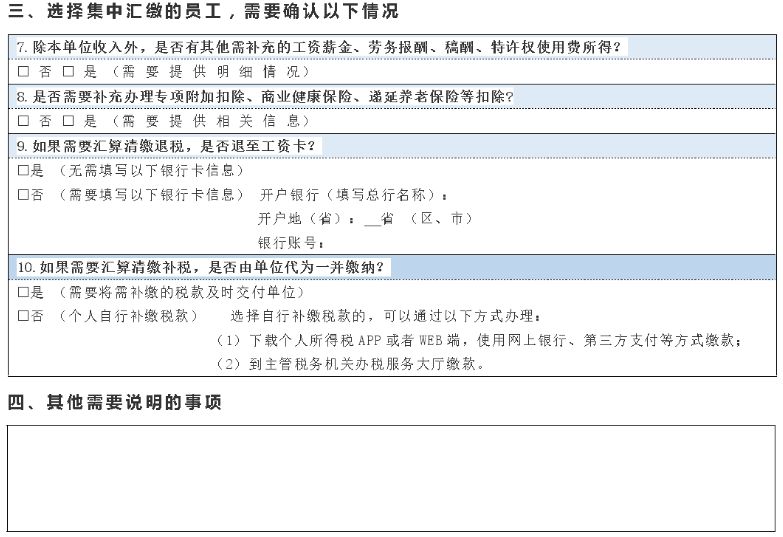 三、选择集中汇缴的员工，需要确认以下情况
7. 除本单位收入外，是否有其他需补充的工资薪金、劳务报酬、稿酬、特许权使用费所得？
□ 否 □ 是 （需 要 提 供 明 细 情 况）
8. 是否需要补充办理专项附加扣除、商业健康保险、递延养老保险等扣除?
□ 否 □ 是 （需 要 提 供 相 关 信 息）
9. 如果需要汇算清缴退税，是否退至工资卡？
□是 （无需填写以下银行卡信息）
□否 （需要填写以下银行卡信息） 开户银行（填写总行名称）：
开户地（省）：__省 （区、市）
银行账号：
10. 如果需要汇算清缴补税，是否由单位代为一并缴纳？
□是 （需要将需补缴的税款及时交付单位）
□否 （个人自行补缴税款） 选择自行补缴税款的，可以通过以下方式办理：
（1）下载个人所得税 APP 或者 WEB 端，使用网上银行、第三方支付等方式缴款；
（2）到主管税务机关办税服务大厅缴款。
四、其他需要说明的事项